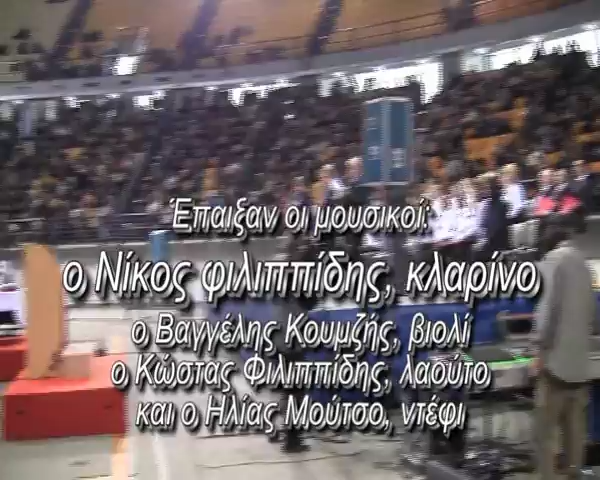 Έπαιξαν οι μουσικοί:
ο Νίκος φιλιππίδης, κλαρίνο
ο Βαγγέλης Κουμζής, βιολί
ο Κώστας Φιλιππίδης, λαούτο
και ο Ηλίας Μούτσο, ντέφι